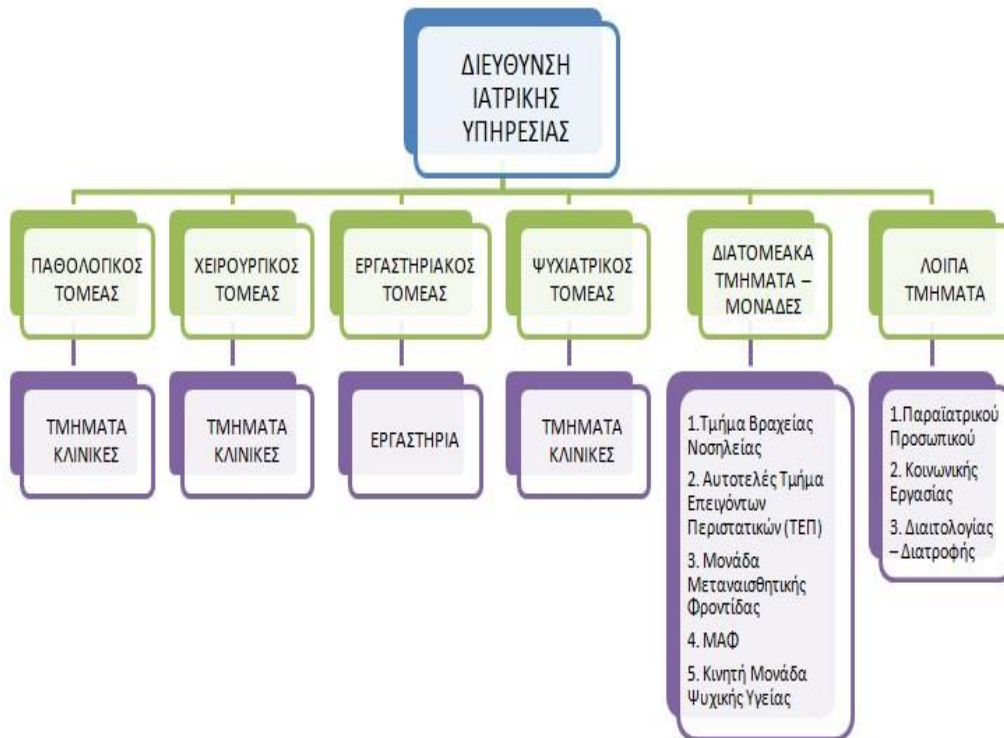 ΔΙΕΥΘΥΝΣΗ
ΙΑΤΡΙΚΗΣ
ΥΠΗΡΕΣΙΑΣ
ΠΑΘΟΛΟΓΙΚΟΣ
ΤΟΜΕΑΣ
ΧΕΙΡΟΥΡΓΙΚΟΣ
ΤΟΜΕΑΣ
ΕΡΓΑΣΤΗΡΙΑΚΟΣ
ΤΟΜΕΑΣ
ΨΥΧΙΑΤΡΙΚΟΣ
ΤΟΜΕΑΣ
ΔΙΑΤΟΜΕΑΚΑ
ΤΜΗΜΑΤΑ –
ΜΟΝΑΔΕΣ
ΛΟΙΠΑ
ΤΜΗΜΑΤΑ
ΤΜΗΜΑΤΑ
ΚΛΙΝΙΚΕΣ
ΤΜΗΜΑΤΑ
ΚΛΙΝΙΚΕΣ
ΕΡΓΑΣΤΗΡΙΑ
ΤΜΗΜΑΤΑ
ΚΛΙΝΙΚΕΣ
1.Τμήμα Βραχείας
Νοσηλείας
2. Αυτοτελές Τμήμα
Επειγόντων
Περιστατικών (ΤΕΠ)
3. Μονάδα
Μεταναισθητικής
Φροντίδας
4. ΜΑΦ
5. Κινητή Μονάδα
Ψυχικής Υγείας
1.Παραϊατρικού
Προσωπικού
2. Κοινωνικής
Εργασίας
3. Διαιτολογίας
– Διατροφής